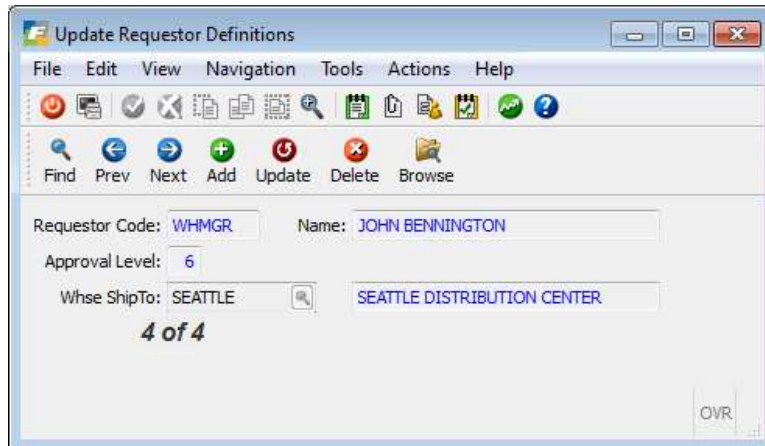 Update Requestor Definitions
File Edit View Navigation Tools Actions Help
Find Prev Next Add Update Delete Browse
Requestor Code: WHMGR Name: JOHN BENNINGTON
Approval Level: 6
Whse ShipTo: SEATTLE SEATTLE DISTRIBUTION CENTER
4 of 4
OVR